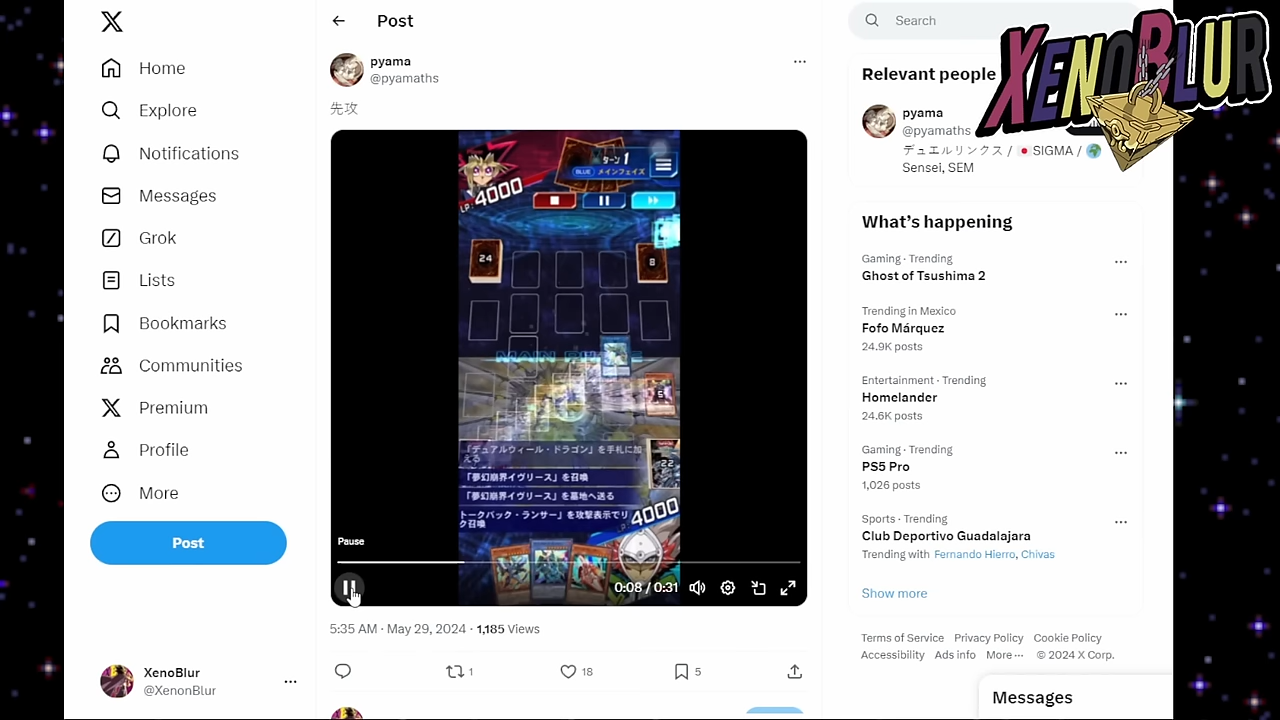 Home
Explore
Notifications
Messages
Grok
Lists
Bookmarks
Communities
Premium
Profile
More
Post
XenoBlur
@XenonBlur
Post
pyama
@pyamaths
先攻
ターン1
BLUE メインフェイズ
LP: 4000
24
8
MAIN PHASE
5
22
「デュアルウィール・ドラゴン」を手札に加
える
「夢幻崩界イヴリース」を召喚
「夢幻崩界イヴリース」を墓地へ送る
トークバック・ランサー」を攻撃表示でリ
ク召喚
4000
Pause
0:08 / 0:31
5:35 AM · May 29, 2024 · 1,185 Views
1
18
5
Search
XENOBLUR
Relevant people
pyama
@pyamaths
デュエルリンクス / 🇯🇵 SIGMA / 🌍
Sensei, SEM
What's happening
Gaming · Trending
Ghost of Tsushima 2
Trending in Mexico
Fofo Márquez
24.9K posts
Entertainment · Trending
Homelander
24.6K posts
Gaming · Trending
PS5 Pro
1,026 posts
Sports · Trending
Club Deportivo Guadalajara
Trending with Fernando Hierro, Chivas
Show more
Terms of Service Privacy Policy Cookie Policy
Accessibility Ads info More ··· © 2024 X Corp.
Messages